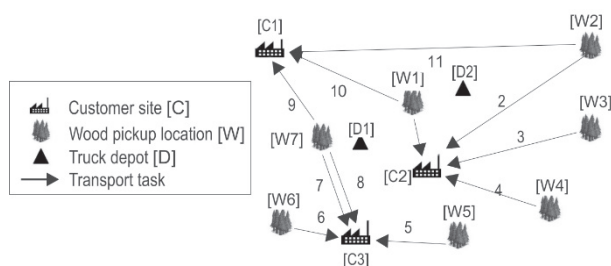 [C1]
[W2]
11
[D2]
[W1]
10
2
[W3]
9
3
Customer site [C]
Wood pickup location [W]
Truck depot [D]
Transport task
[W7]
[D1]
[C2]
7
8
4
[W4]
[W6]
6
5
[W5]
[C3]